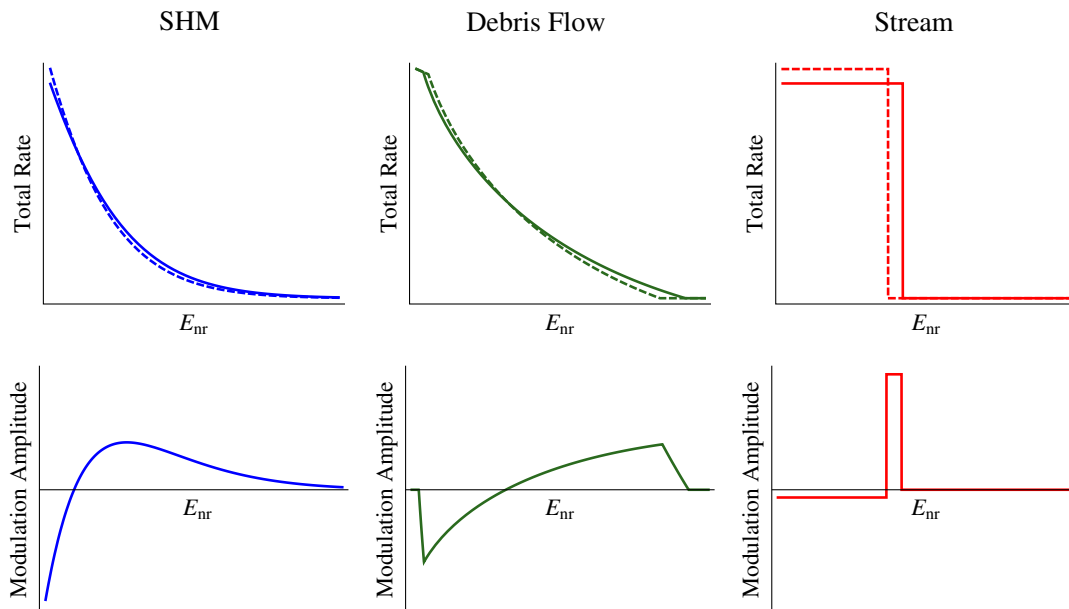 SHM
Debris Flow
Stream
Total Rate
Total Rate
Total Rate
E_nr
E_nr
E_nr
Modulation Amplitude
Modulation Amplitude
Modulation Amplitude
E_nr
E_nr
E_nr